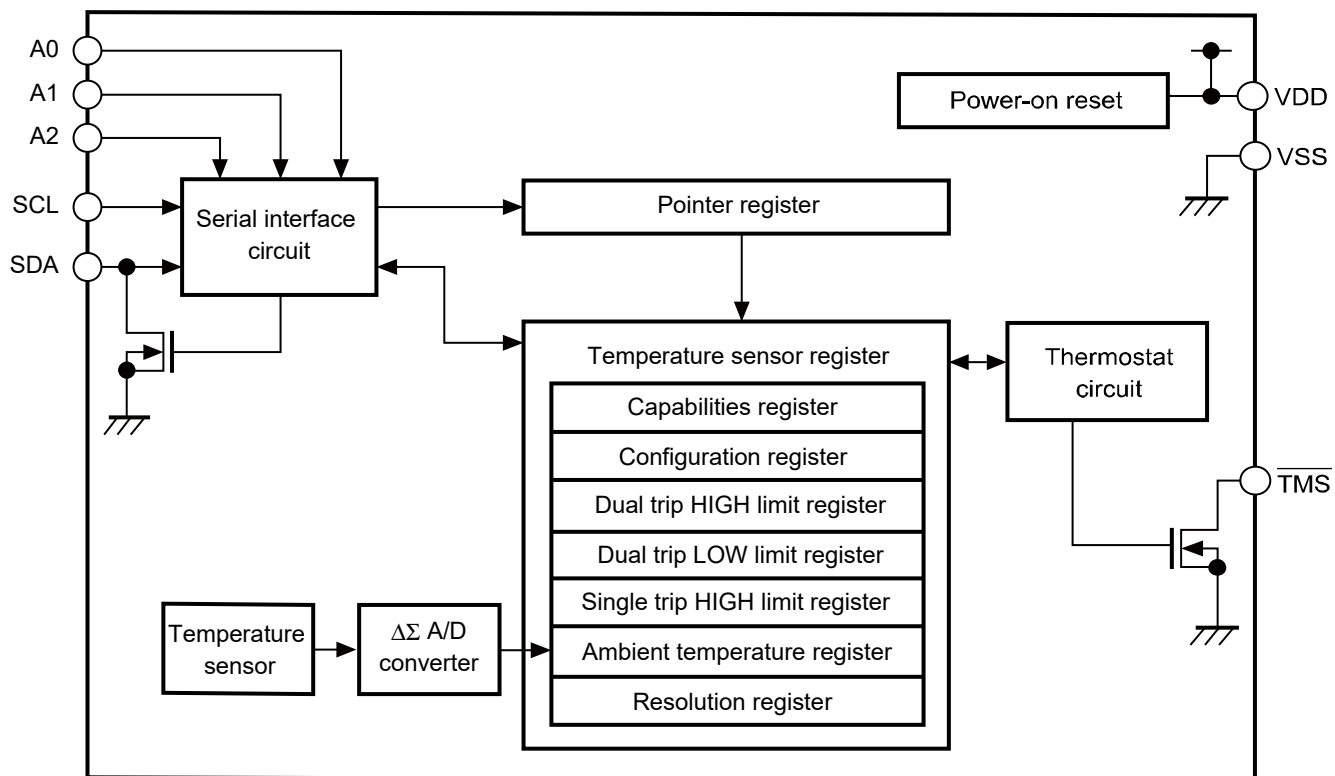 A0
A1
A2
SCL
SDA
Serial interface
circuit
Pointer register
Power-on reset
VDD
VSS
Temperature sensor register
Capabilities register
Configuration register
Dual trip HIGH limit register
Dual trip LOW limit register
Single trip HIGH limit register
Ambient temperature register
Resolution register
Thermostat
circuit
T̅M̅S̅
Temperature
sensor
ΔΣ A/D
converter